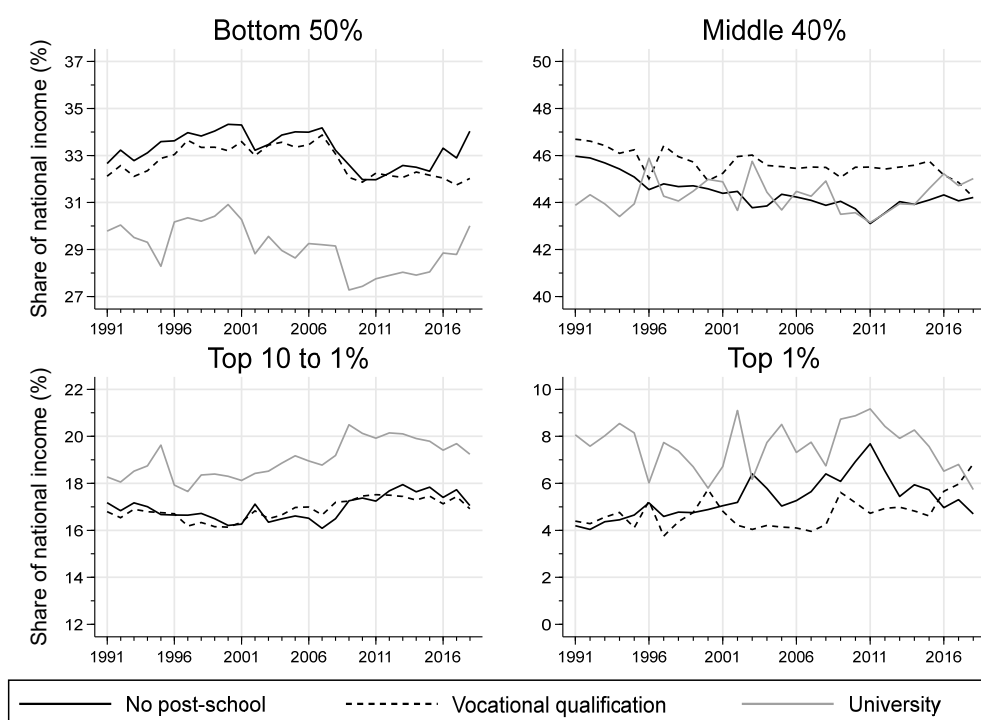 Bottom 50%
Middle 40%
Share of national income (%)
37
35
33
31
29
27
1991 1996 2001 2006 2011 2016
50
48
46
44
42
40
1991 1996 2001 2006 2011 2016
Top 10 to 1%
Top 1%
Share of national income (%)
22
20
18
16
14
12
1991 1996 2001 2006 2011 2016
10
8
6
4
2
0
1991 1996 2001 2006 2011 2016
No post-school Vocational qualification University